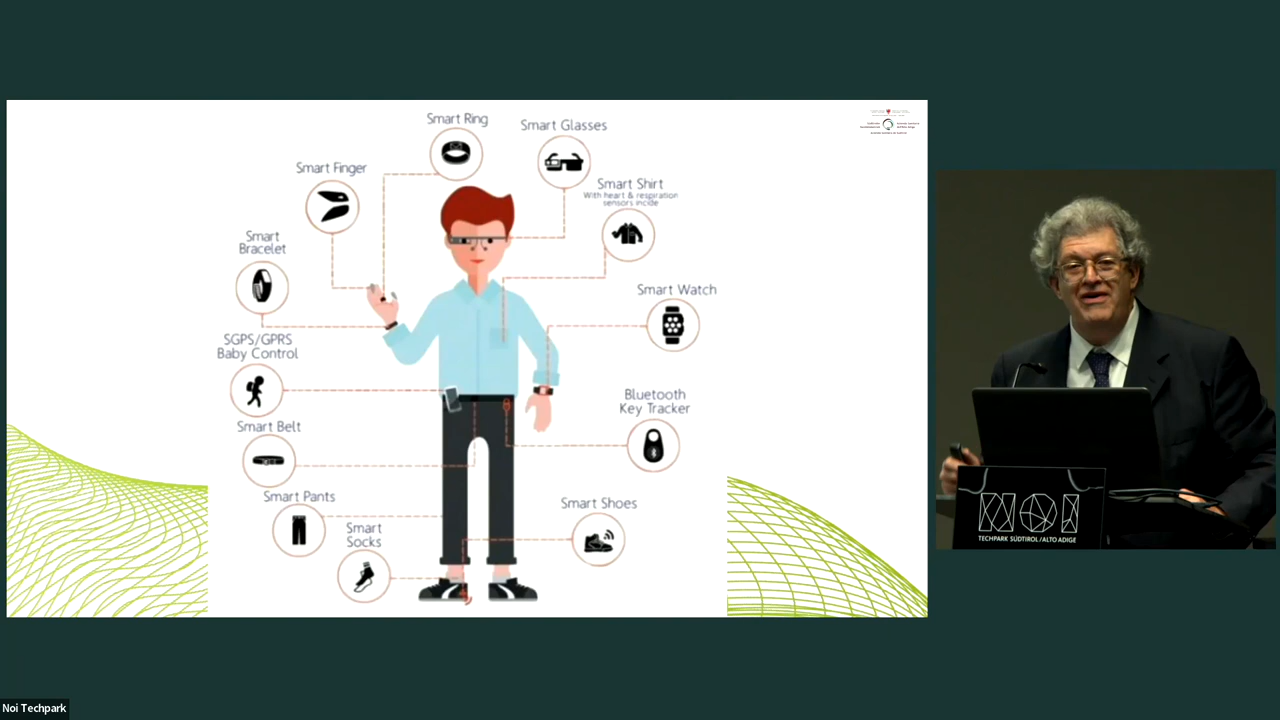 Smart Ring
Smart Glasses
Smart Finger
Smart Shirt
With heart & respiration
sensors incide
Smart
Bracelet
Smart Watch
SGPS/GPRS
Baby Control
Bluetooth
Key Tracker
Smart Belt
Smart Pants
Smart Shoes
Smart
Socks
NOI
TECHPARK SÜDTIROL/ALTO ADIGE
Noi Techpark